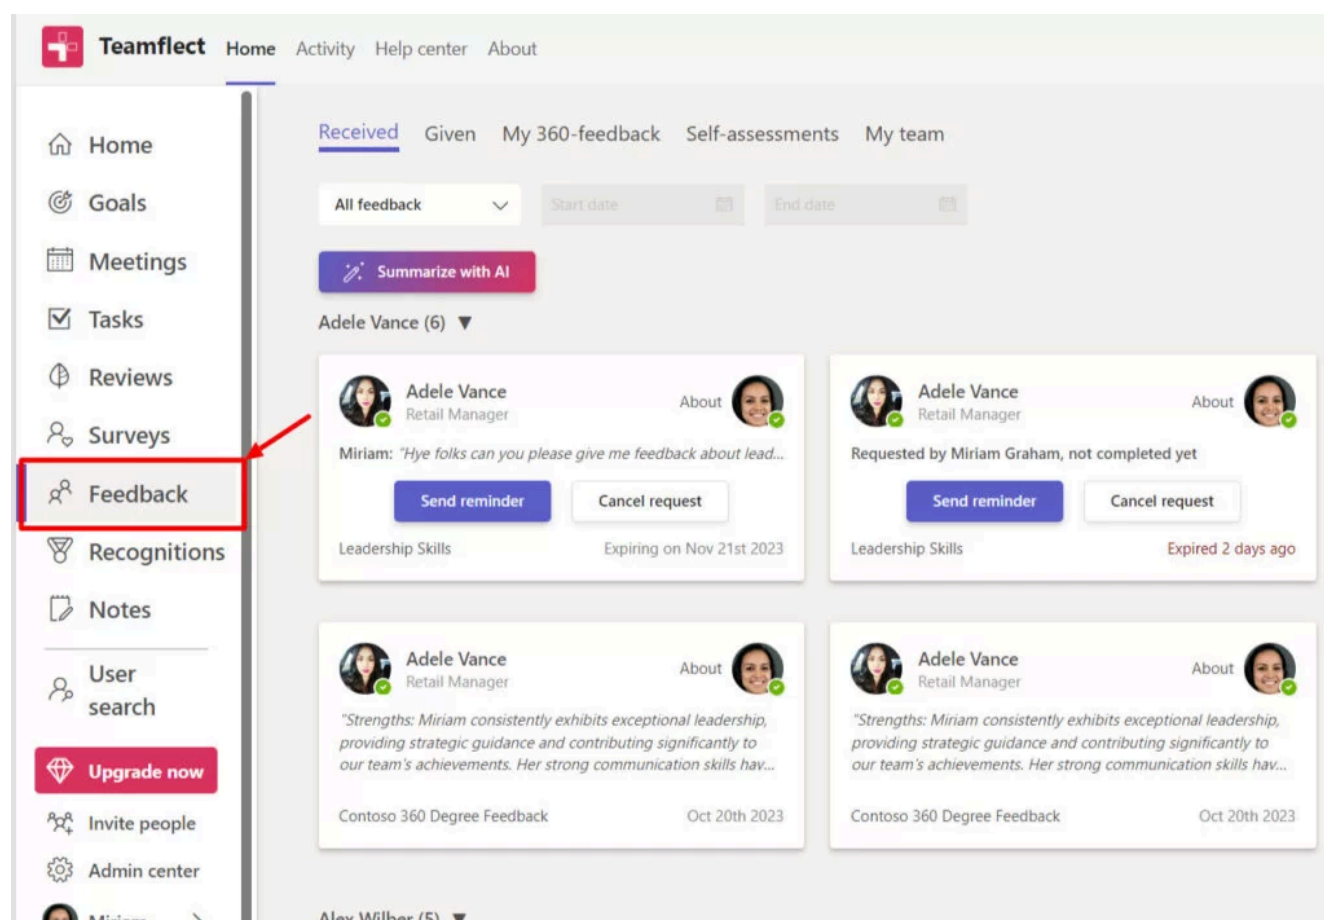 Teamflect Home Activity Help center About
Home
Goals
Meetings
Tasks
Reviews
Surveys
Feedback
Recognitions
Notes
User
search
Upgrade now
Invite people
Admin center
Miriam
Received Given My 360-feedback Self-assessments My team
All feedback Start date End date
Summarize with AI
Adele Vance (6) ▼
Adele Vance
Retail Manager
About
Miriam: "Hye folks can you please give me feedback about lead...
Send reminder Cancel request
Leadership Skills Expiring on Nov 21st 2023
Adele Vance
Retail Manager
About
Requested by Miriam Graham, not completed yet
Send reminder Cancel request
Leadership Skills Expired 2 days ago
Adele Vance
Retail Manager
About
"Strengths: Miriam consistently exhibits exceptional leadership,
providing strategic guidance and contributing significantly to
our team's achievements. Her strong communication skills hav...
Contoso 360 Degree Feedback Oct 20th 2023
Adele Vance
Retail Manager
About
"Strengths: Miriam consistently exhibits exceptional leadership,
providing strategic guidance and contributing significantly to
our team's achievements. Her strong communication skills hav...
Contoso 360 Degree Feedback Oct 20th 2023
Alex Wilber (5) ▼